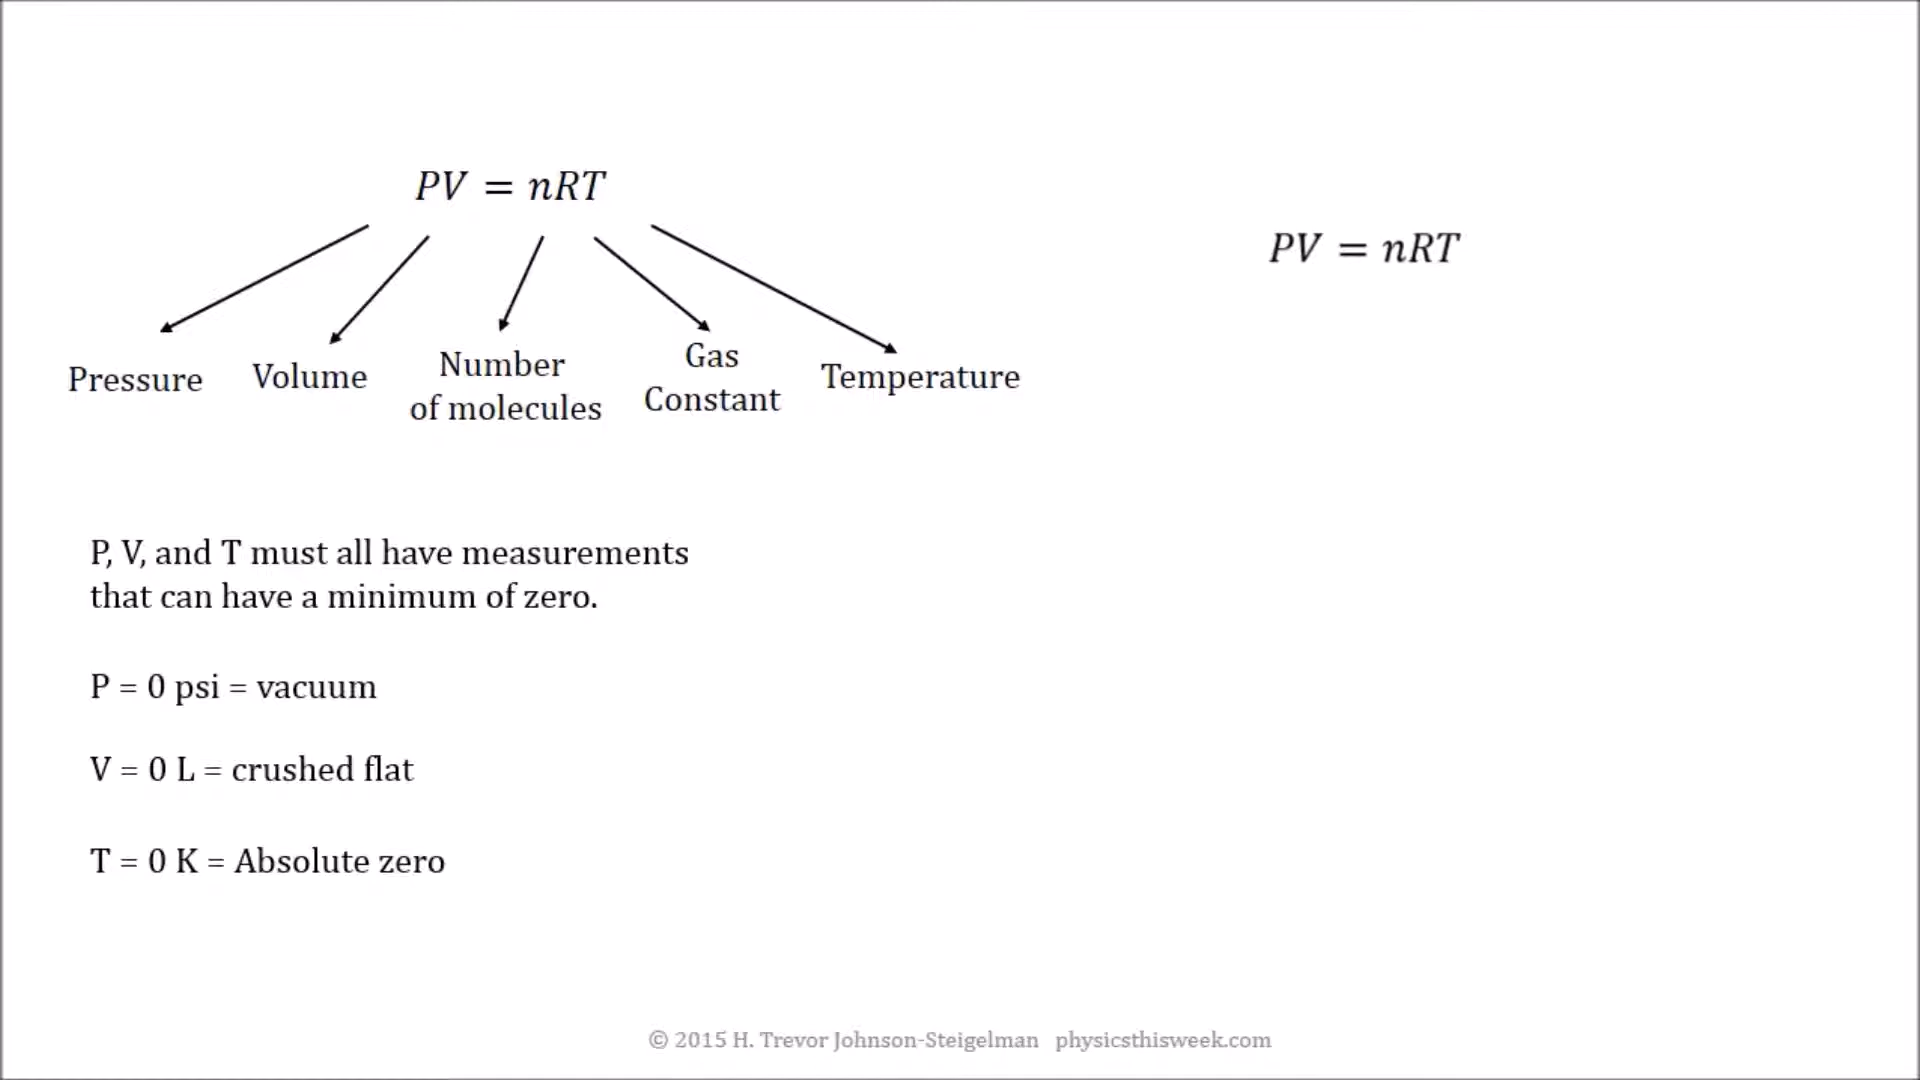 PV = nRT
PV = nRT
Pressure
Volume
Number
of molecules
Gas
Constant
Temperature
P, V, and T must all have measurements
that can have a minimum of zero.
P = 0 psi = vacuum
V = 0 L = crushed flat
T = 0 K = Absolute zero
© 2015 H. Trevor Johnson-Steigelman physicsthisweek.com